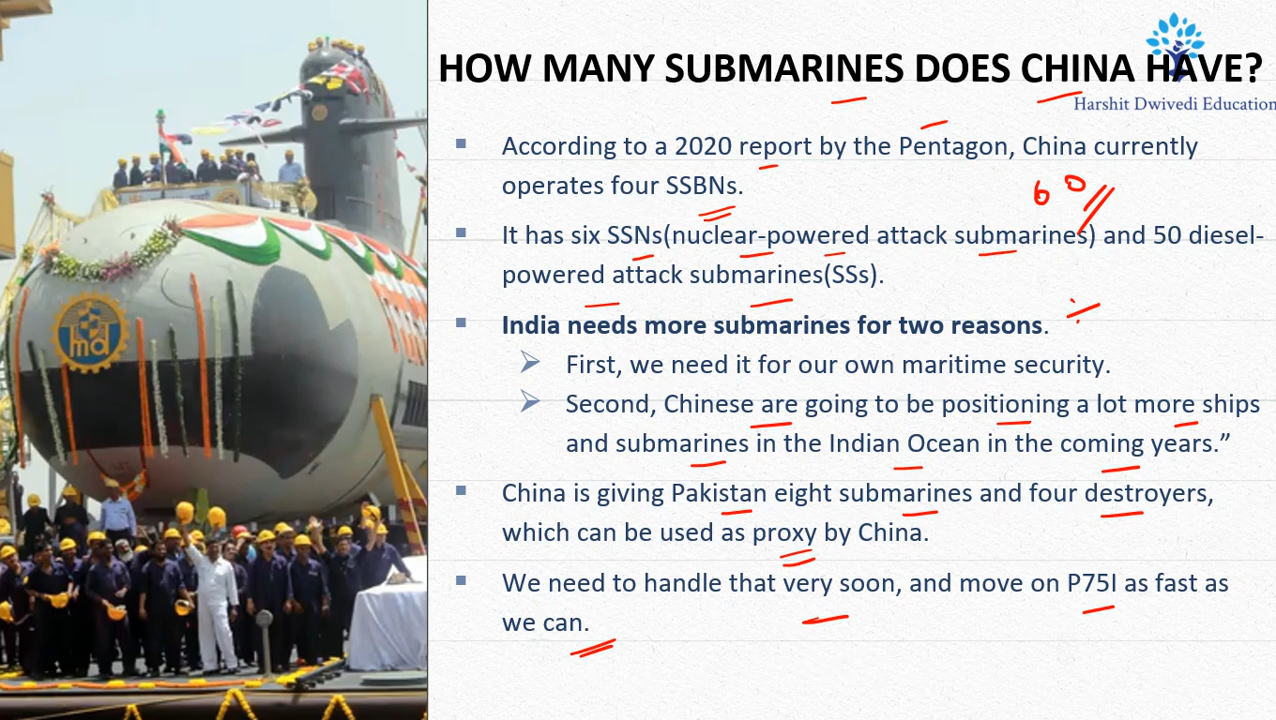 HOW MANY SUBMARINES DOES CHINA HAVE?
Harshit Dwivedi Education
According to a 2020 report by the Pentagon, China currently
operates four SSBNs.
60
It has six SSNs(nuclear-powered attack submarines) and 50 diesel-
powered attack submarines(SSs).
India needs more submarines for two reasons.
First, we need it for our own maritime security.
Second, Chinese are going to be positioning a lot more ships
and submarines in the Indian Ocean in the coming years.”
China is giving Pakistan eight submarines and four destroyers,
which can be used as proxy by China.
We need to handle that very soon, and move on P75I as fast as
we can.